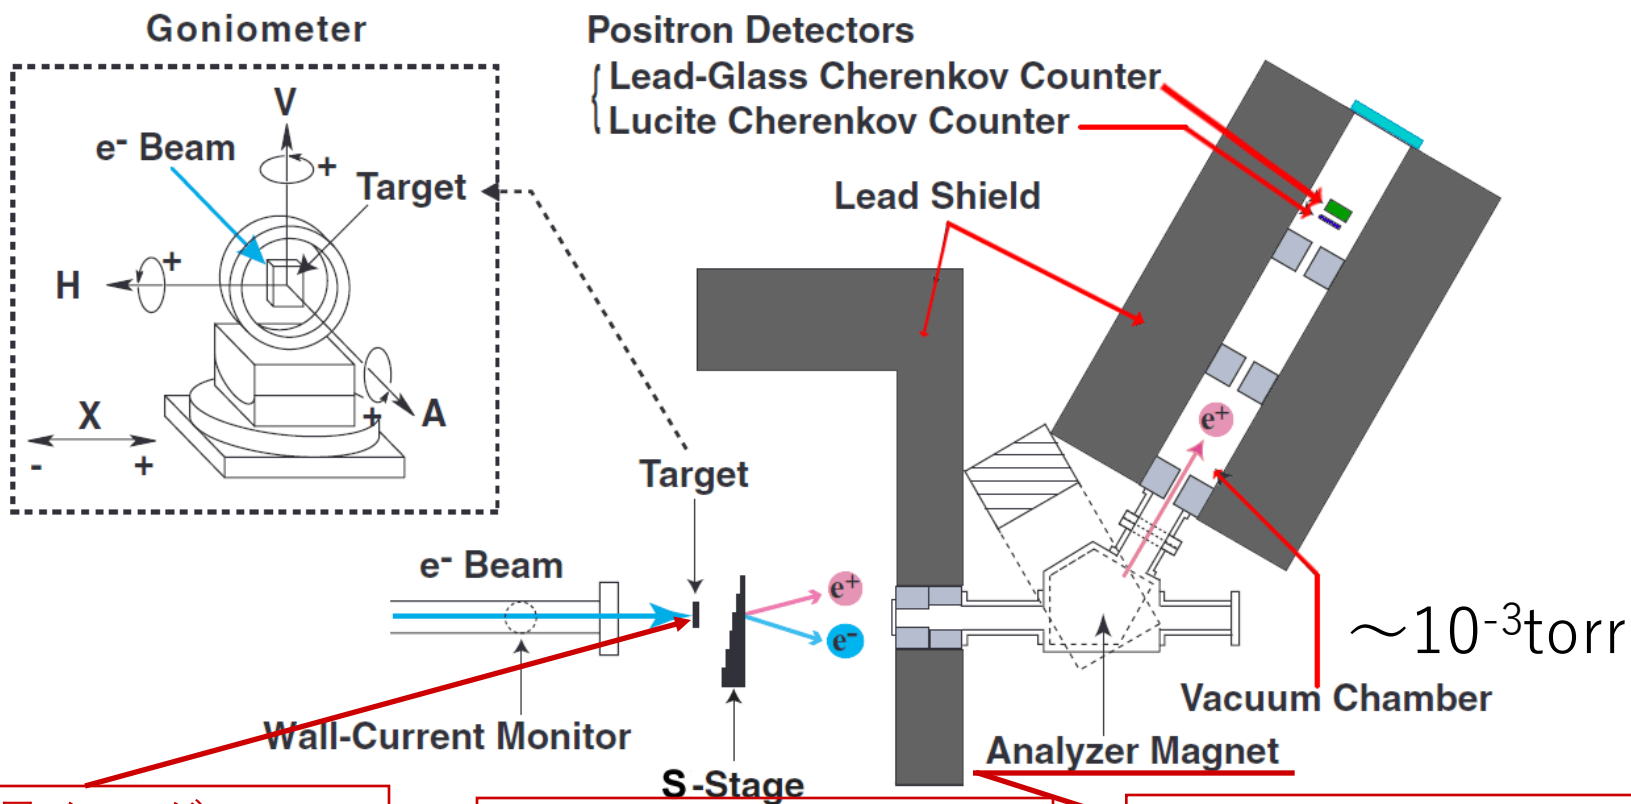 Goniometer
Positron Detectors
Lead-Glass Cherenkov Counter
Lucite Cherenkov Counter
V
e- Beam
+
Target
Lead Shield
+
H
X
+
A
-
+
e+
Target
e- Beam
e+
e-
～10-3torr
Vacuum Chamber
Wall-Current Monitor
Analyzer Magnet
S-Stage